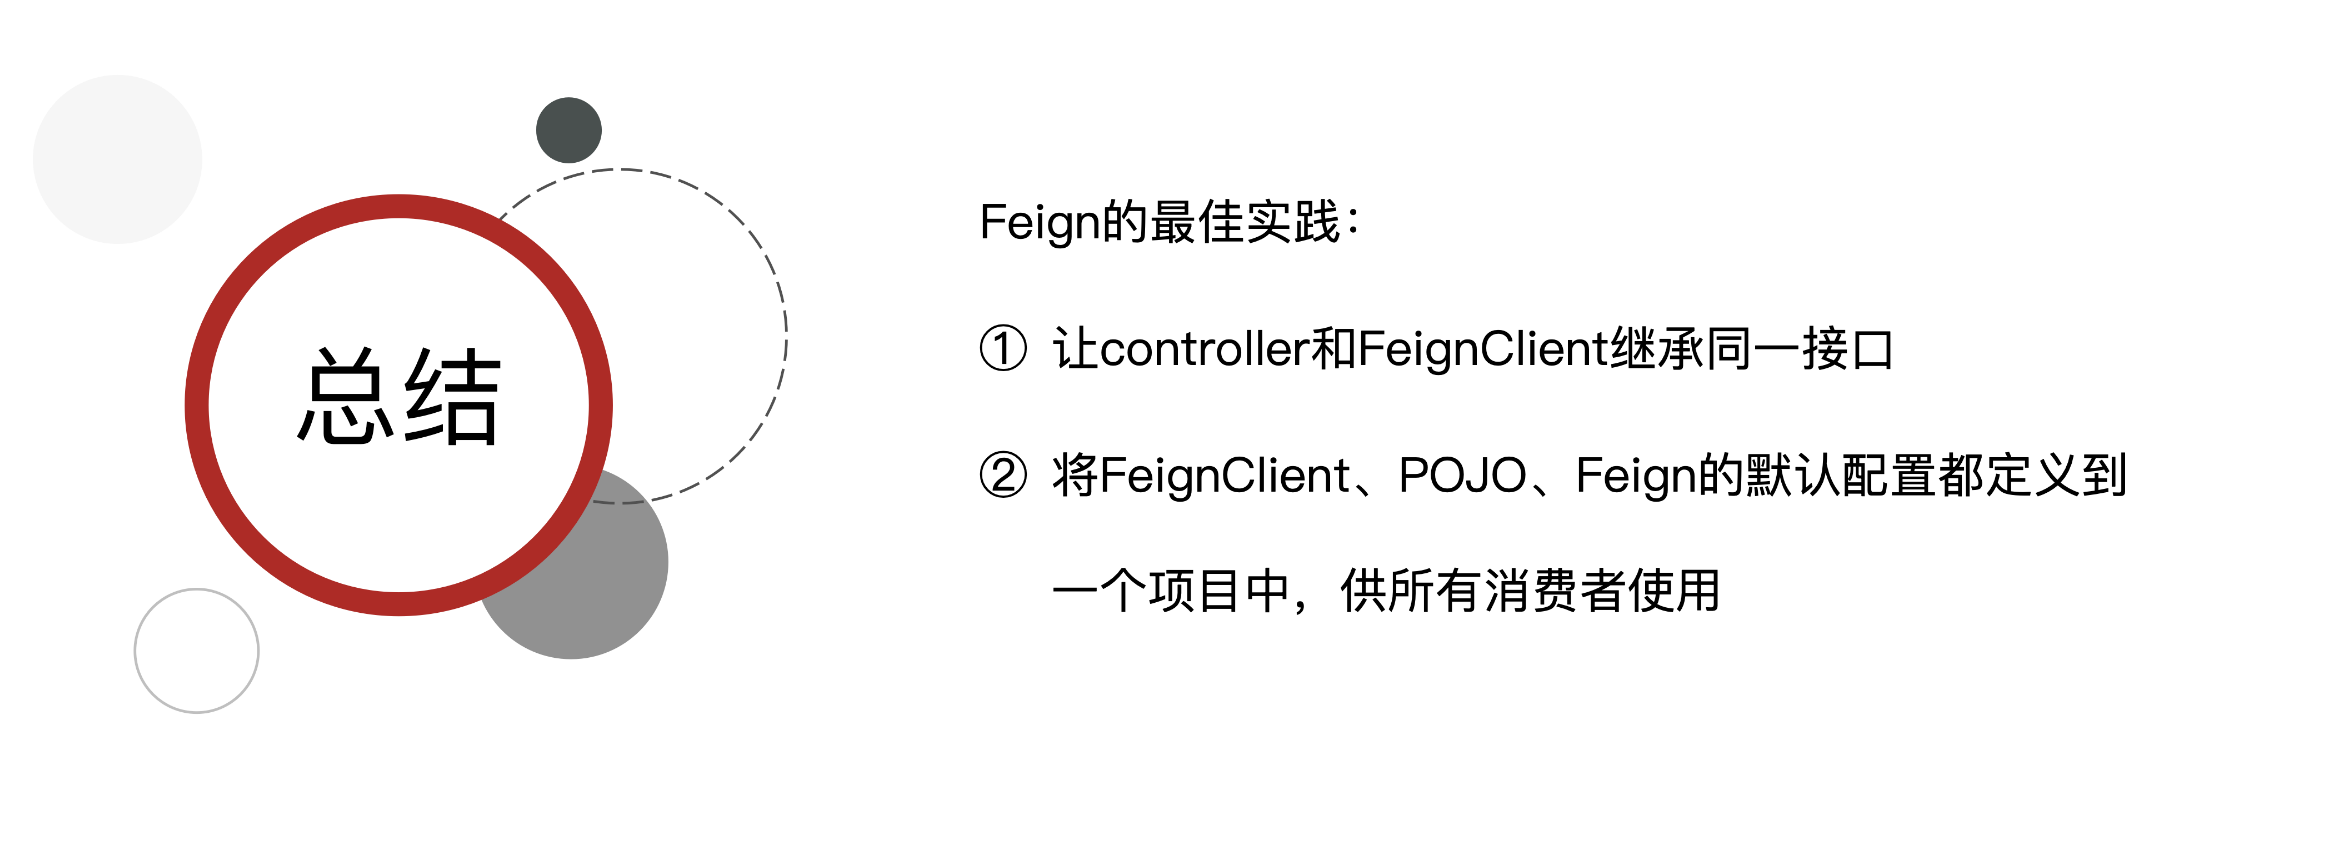 总结
Feign的最佳实践：
① 让controller和FeignClient继承同一接口
② 将FeignClient、POJO、Feign的默认配置都定义到
一个项目中，供所有消费者使用